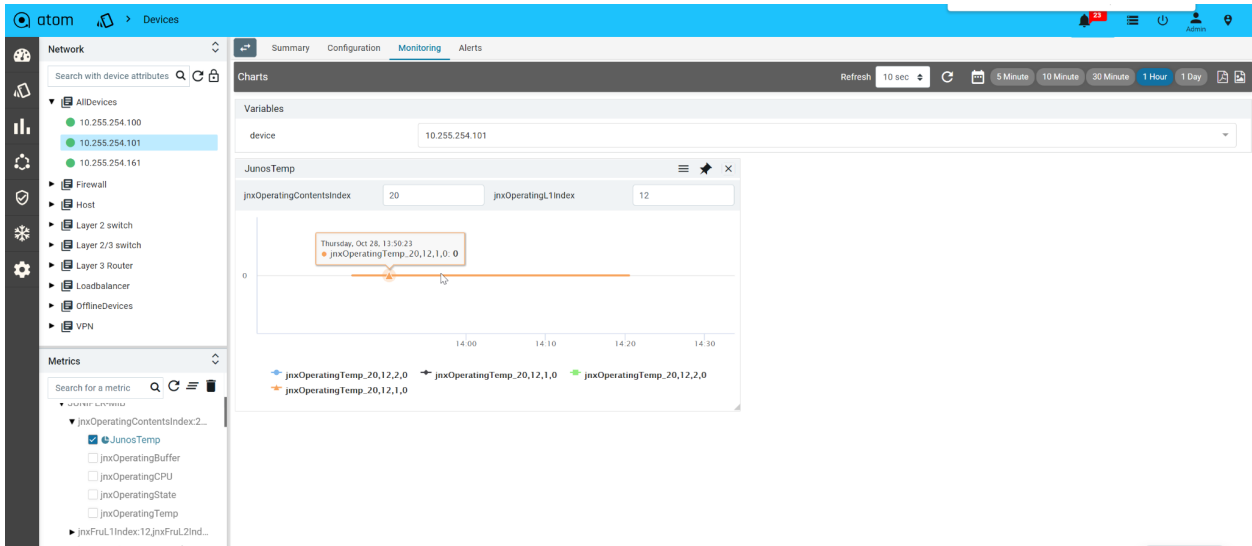 atom > Devices
23
Admin
Network
Search with device attributes
AllDevices
10.255.254.100
10.255.254.101
10.255.254.161
Firewall
Host
Layer 2 switch
Layer 2/3 switch
Layer 3 Router
Loadbalancer
OfflineDevices
VPN
Metrics
Search for a metric
JUNIPER-MIB
jnxOperatingContentsIndex:2...
JunosTemp
jnxOperatingBuffer
jnxOperatingCPU
jnxOperatingState
jnxOperatingTemp
jnxFruL1Index:12,jnxFruL2Ind...
Summary Configuration Monitoring Alerts
Charts Refresh 10 sec 5 Minute 10 Minute 30 Minute 1 Hour 1 Day
Variables
device 10.255.254.101
JunosTemp
jnxOperatingContentsIndex 20 jnxOperatingL1Index 12
Thursday, Oct 28, 13:50:23
jnxOperatingTemp_20,12,1,0: 0
0
14:00 14:10 14:20 14:30
jnxOperatingTemp_20,12,2,0 jnxOperatingTemp_20,12,1,0 jnxOperatingTemp_20,12,2,0
jnxOperatingTemp_20,12,1,0